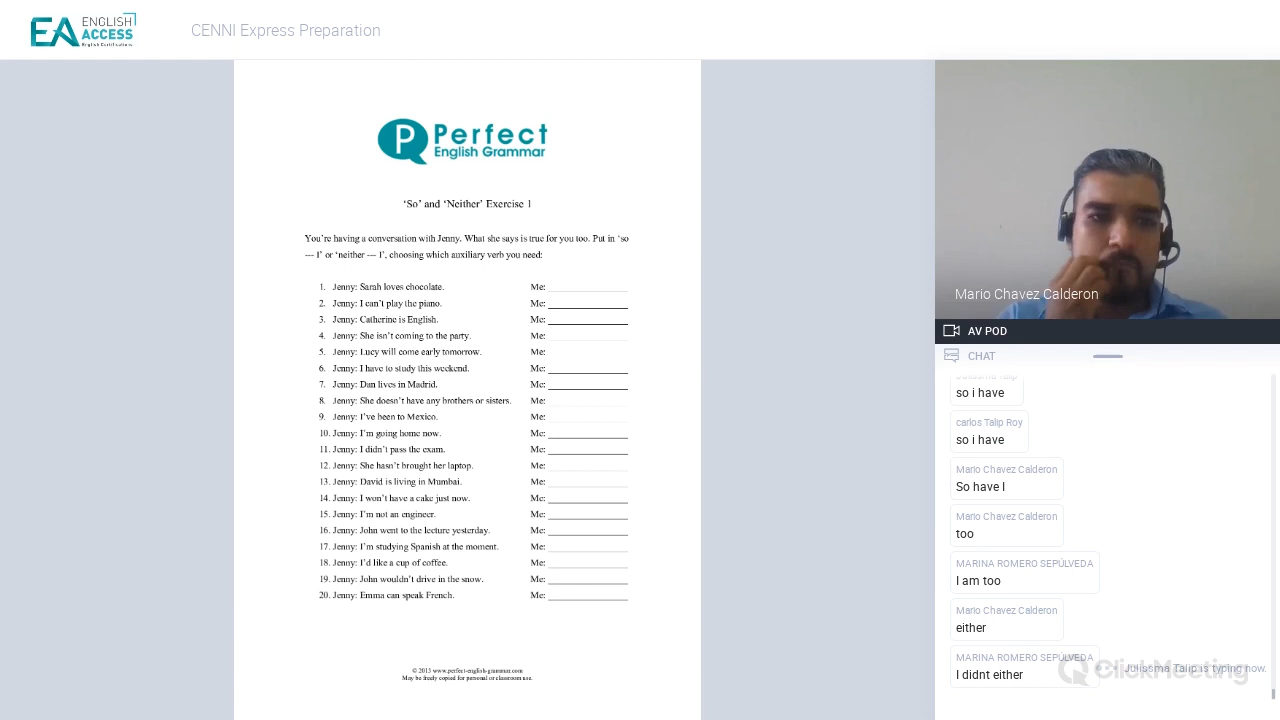 EA ENGLISH ACCESS
English Certifications
CENNI Express Preparation
P Perfect
English Grammar
‘So’ and ‘Neither’ Exercise 1
You’re having a conversation with Jenny. What she says is true for you too. Put in ‘so
--- I’ or ‘neither --- I’, choosing which auxiliary verb you need:
1. Jenny: Sarah loves chocolate. Me:
2. Jenny: I can’t play the piano. Me:
3. Jenny: Catherine is English. Me:
4. Jenny: She isn’t coming to the party. Me:
5. Jenny: Lucy will come early tomorrow. Me:
6. Jenny: I have to study this weekend. Me:
7. Jenny: Dan lives in Madrid. Me:
8. Jenny: She doesn’t have any brothers or sisters. Me:
9. Jenny: I’ve been to Mexico. Me:
10. Jenny: I’m going home now. Me:
11. Jenny: I didn’t pass the exam. Me:
12. Jenny: She hasn’t brought her laptop. Me:
13. Jenny: David is living in Mumbai. Me:
14. Jenny: I won’t have a cake just now. Me:
15. Jenny: I’m not an engineer. Me:
16. Jenny: John went to the lecture yesterday. Me:
17. Jenny: I’m studying Spanish at the moment. Me:
18. Jenny: I’d like a cup of coffee. Me:
19. Jenny: John wouldn’t drive in the snow. Me:
20. Jenny: Emma can speak French. Me:
© 2013 www.perfect-english-grammar.com
May be freely copied for personal or classroom use.
Mario Chavez Calderon
AV POD
CHAT
Julissma Talip
so i have
carlos Talip Roy
so i have
Mario Chavez Calderon
So have I
Mario Chavez Calderon
too
MARINA ROMERO SEPÚLVEDA
I am too
Mario Chavez Calderon
either
MARINA ROMERO SEPÚLVEDA
I didnt either
Julissma Talip is typing now.
ClickMeeting